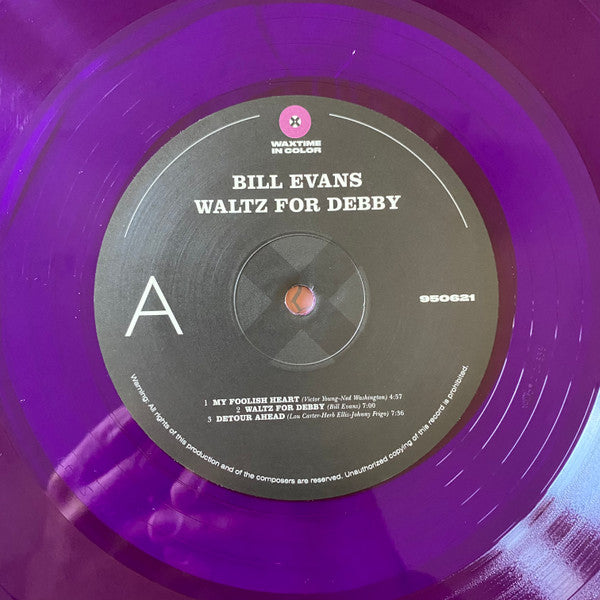 WAXTIME
IN COLOR
BILL EVANS
WALTZ FOR DEBBY
A
950621
1 MY FOOLISH HEART (Victor Young-Ned Washington) 4:57
2 WALTZ FOR DEBBY (Bill Evans) 7:00
3 DETOUR AHEAD (Lou Carter-Herb Ellis-Johnny Frigo) 7:36
Warning: All rights of this production and of the composers are reserved. Unauthorized copying of this record is prohibited.